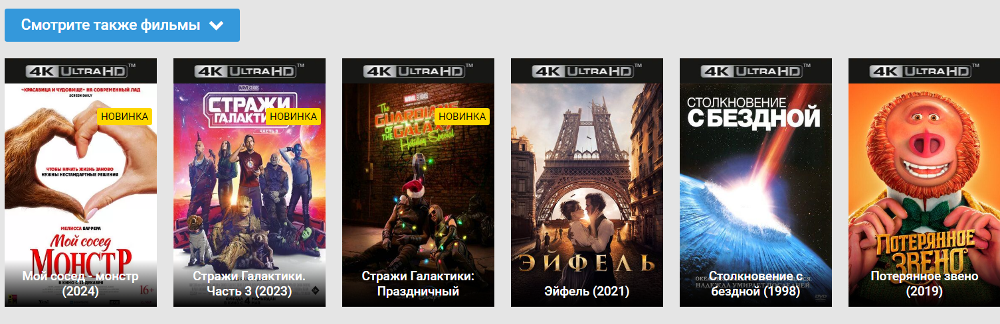 Смотрите также фильмы
4K ULTRAHD™
«КРАСАВИЦА И ЧУДОВИЩЕ» НА СОВРЕМЕННЫЙ ЛАД
SCREEN DAILY
НОВИНКА
ЧТОБЫ НАЧАТЬ ЖИЗНЬ ЗАНОВО
НУЖНЫ НЕСТАНДАРТНЫЕ РЕШЕНИЯ
МЕЛИССА БАРРЕРА
Мой сосед
МОНСТР
Мой сосед - монстр
(2024)
В КИНО С 12 ДЕКАБРЯ
16+
4K ULTRAHD™
MARVEL STUDIOS
СТРАЖИ
НОВИНКА
ЧАСТЬ 3
Стражи Галактики.
Часть 3 (2023)
4K ULTRAHD™
MARVEL STUDIOS
The
GUARDIANS
НОВИНКА
OF THE
Holiday Special
Стражи Галактики:
Праздничный
4K ULTRAHD™
ЭЙФЕЛЬ
Эйфель (2021)
4K ULTRAHD™
СТОЛКНОВЕНИЕ
С БЕЗДНОЙ
Столкновение с
бездной (1998)
НАДЕЖДА УМИРАЕТ ПОСЛЕДНЕЙ.
DVD
4K ULTRAHD™
ПОТЕРЯННОЕ
ЗВЕНО
Потерянное звено
(2019)